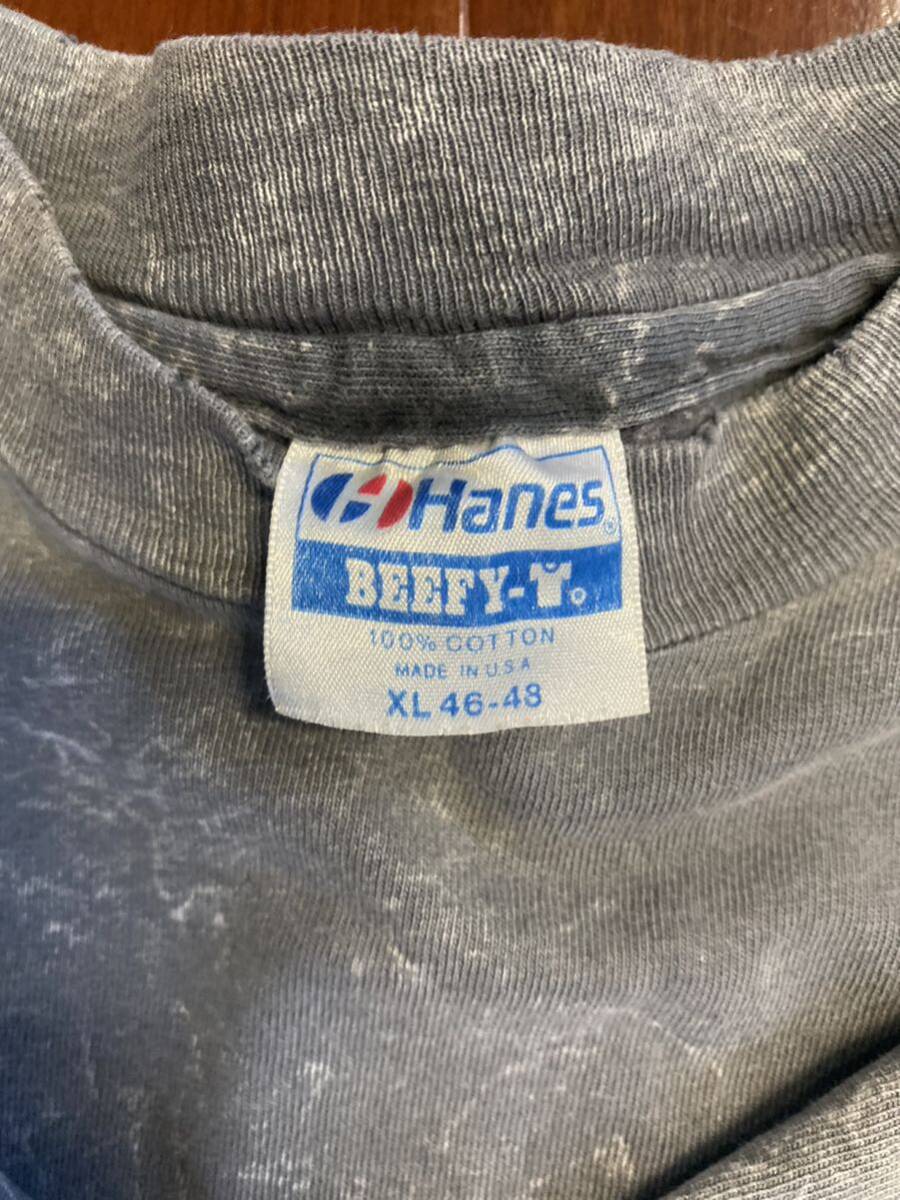 Hanes®
BEEFY-T®
100% COTTON
MADE IN U.S.A
XL 46-48